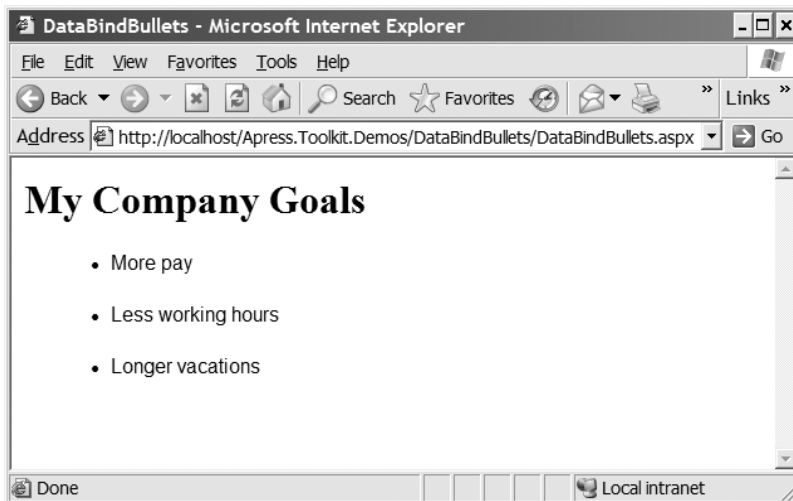 DataBindBullets - Microsoft Internet Explorer
File Edit View Favorites Tools Help
Back Search Favorites » Links »
Address http://localhost/Apress.Toolkit.Demos/DataBindBullets/DataBindBullets.aspx Go
My Company Goals
• More pay
• Less working hours
• Longer vacations
Done Local intranet